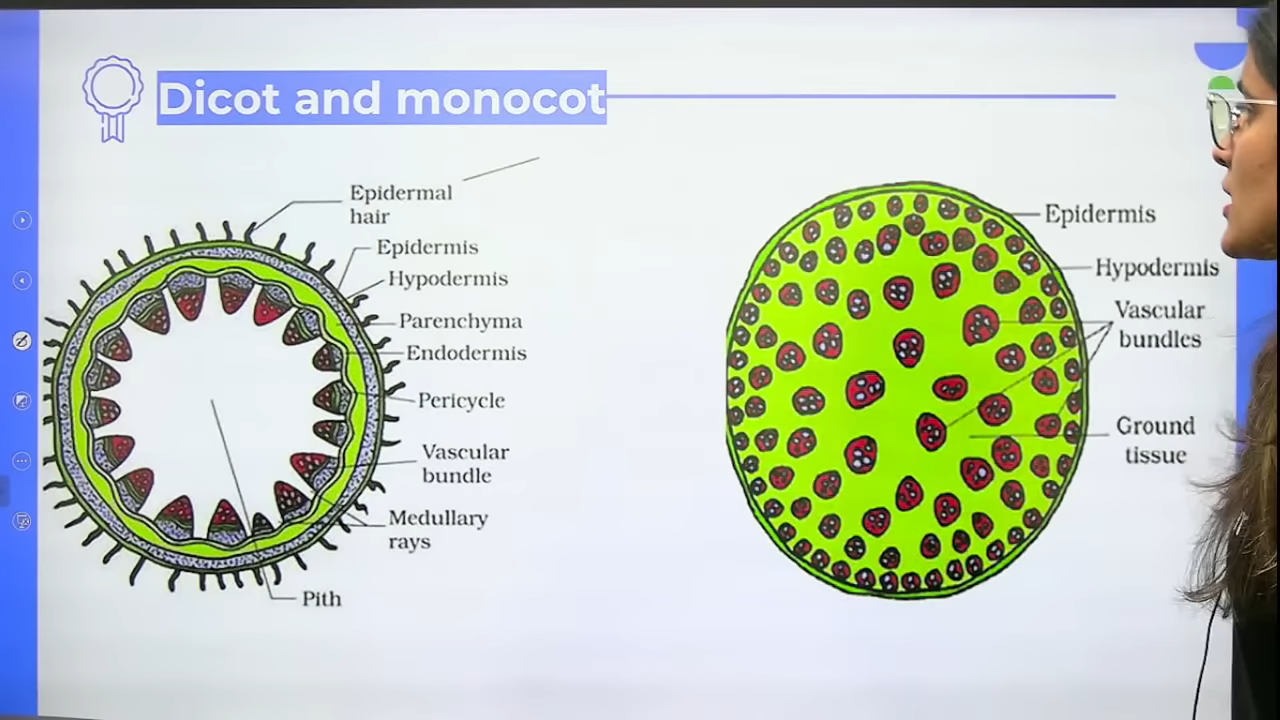 Dicot and monocot
Epidermal
hair
Epidermis
Hypodermis
Parenchyma
Endodermis
Pericycle
Vascular
bundle
Medullary
rays
Pith
Epidermis
Hypodermis
Vascular
bundles
Ground
tissue